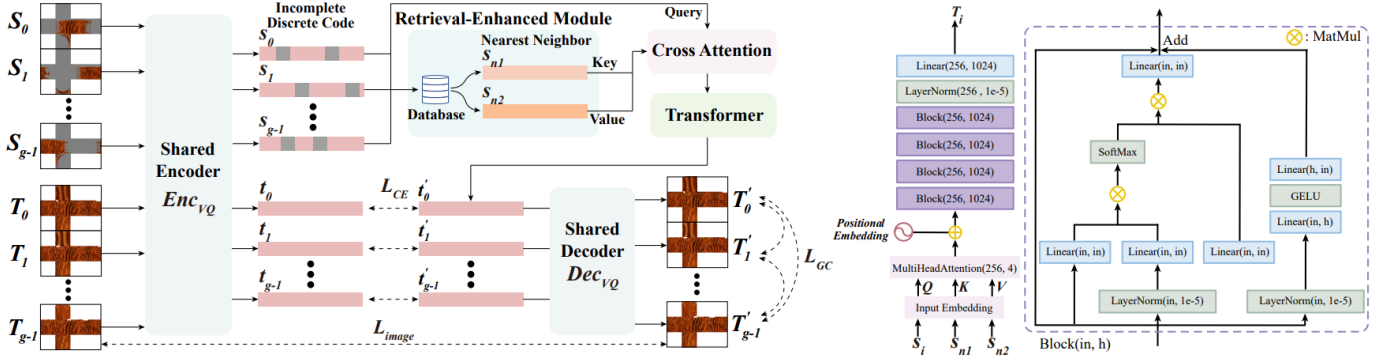 Incomplete
Discrete Code
Retrieval-Enhanced Module
Query
S0
S1
Sg-1
T0
T1
Tg-1
Shared
Encoder
EncVQ
S0
S1
Sg-1
Database
Nearest Neighbor
Sn1
Sn2
Key
Value
Cross Attention
Transformer
t0
t1
tg-1
LCE
t'0
t'1
t'g-1
Shared
Decoder
DecVQ
T'0
T'1
T'g-1
LGC
Limage
Ti
Linear(256, 1024)
LayerNorm(256 , 1e-5)
Block(256, 1024)
Block(256, 1024)
Block(256, 1024)
Block(256, 1024)
Positional
Embedding
MultiHeadAttention(256, 4)
Q
K
V
Input Embedding
Si
Sn1
Sn2
Add
: MatMul
Linear(in, in)
SoftMax
Linear(h, in)
GELU
Linear(in, h)
Linear(in, in)
Linear(in, in)
Linear(in, in)
LayerNorm(in, 1e-5)
LayerNorm(in, 1e-5)
Block(in, h)